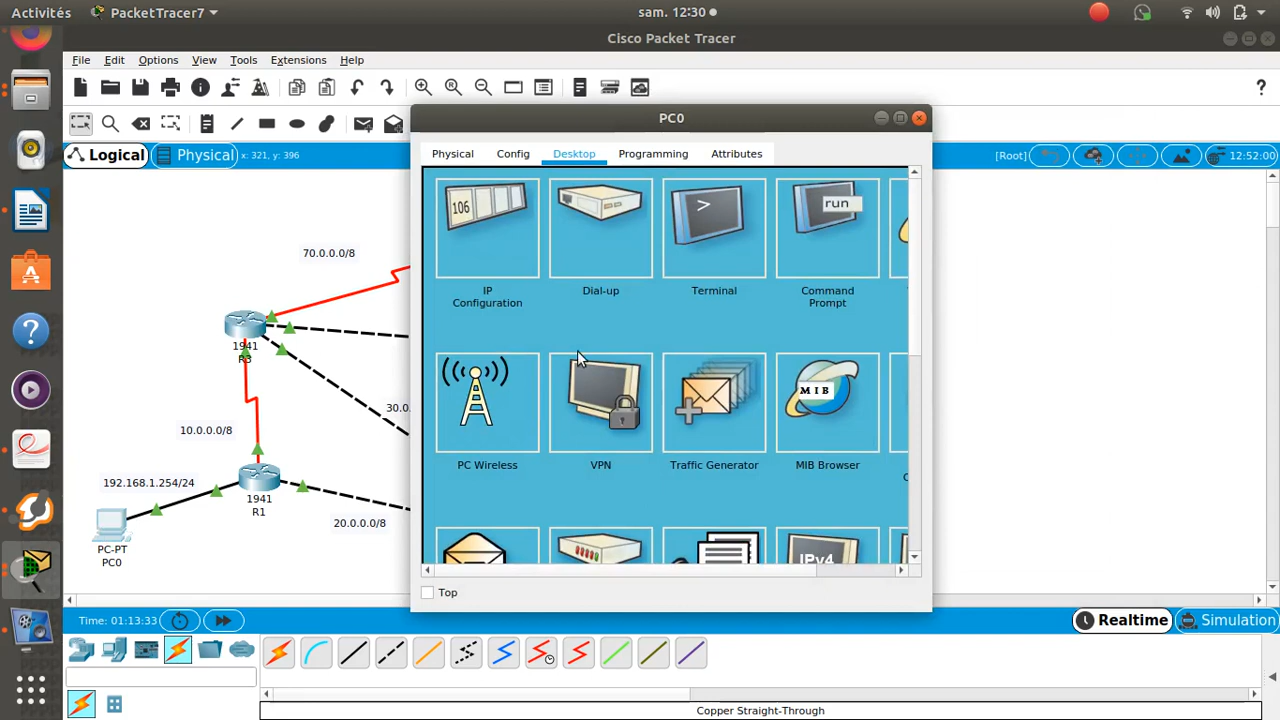 Activités
PacketTracer7
sam. 12:30
Cisco Packet Tracer
File Edit Options View Tools Extensions Help
PC0
Logical
Physical
x: 321, y: 396
[Root]
12:52:00
Physical Config Desktop Programming Attributes
106
>
run
IP
Configuration
Dial-up
Terminal
Command
Prompt
MIB
PC Wireless
VPN
Traffic Generator
MIB Browser
IPv4
Top
70.0.0.0/8
1941
R3
30.0
10.0.0.0/8
192.168.1.254/24
1941
R1
20.0.0.0/8
PC-PT
PC0
Time: 01:13:33
Realtime
Simulation
Copper Straight-Through